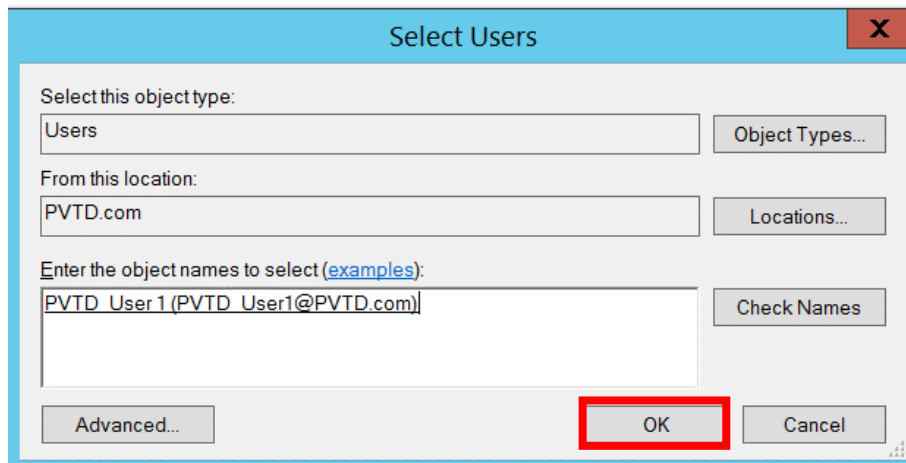 Select Users
X
Select this object type:
Users
Object Types...
From this location:
PVTD.com
Locations...
Enter the object names to select (examples):
PVTD_User 1 (PVTD_User1@PVTD.com)
Check Names
Advanced...
OK
Cancel